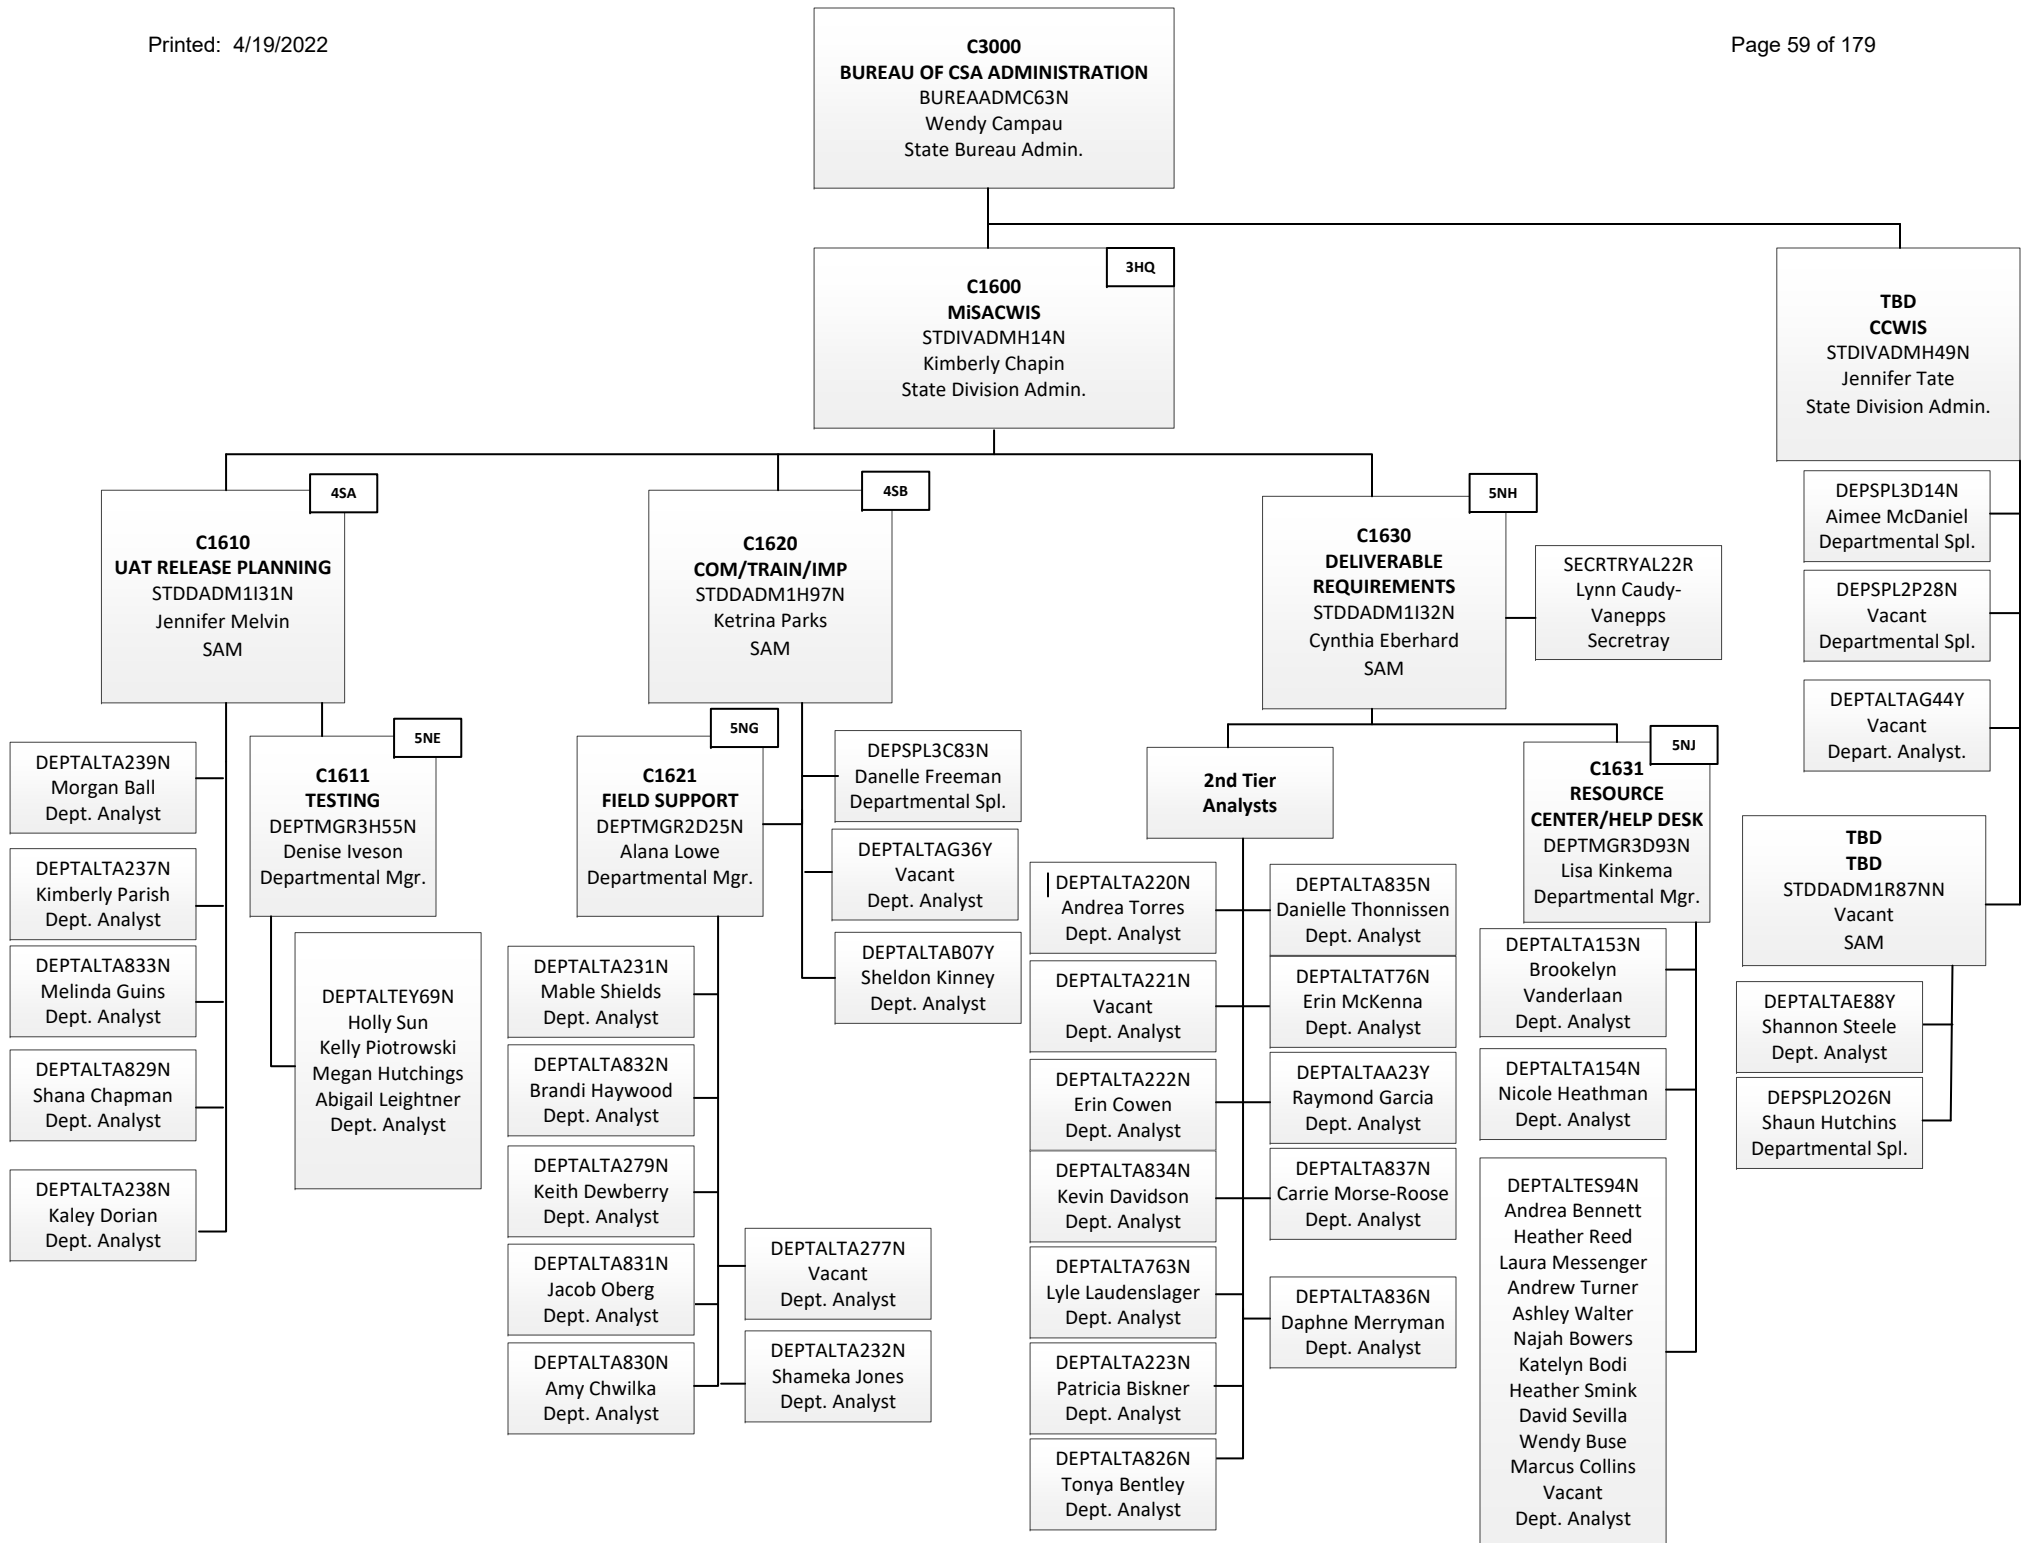 Printed: 4/19/2022
Page 59 of 179
C3000
BUREAU OF CSA ADMINISTRATION
BUREAADMC63N
Wendy Campau
State Bureau Admin.
3HQ
C1600
MiSACWIS
STDIVADMH14N
Kimberly Chapin
State Division Admin.
TBD
CCWIS
STDIVADMH49N
Jennifer Tate
State Division Admin.
DEPSPL3D14N
Aimee McDaniel
Departmental Spl.
DEPSPL2P28N
Vacant
Departmental Spl.
DEPTALTAG44Y
Vacant
Depart. Analyst.
TBD
TBD
STDDADM1R87NN
Vacant
SAM
DEPTALTAE88Y
Shannon Steele
Dept. Analyst
DEPSPL2O26N
Shaun Hutchins
Departmental Spl.
4SA
C1610
UAT RELEASE PLANNING
STDDADM1I31N
Jennifer Melvin
SAM
DEPTALTA239N
Morgan Ball
Dept. Analyst
DEPTALTA237N
Kimberly Parish
Dept. Analyst
DEPTALTA833N
Melinda Guins
Dept. Analyst
DEPTALTA829N
Shana Chapman
Dept. Analyst
DEPTALTA238N
Kaley Dorian
Dept. Analyst
5NE
C1611
TESTING
DEPTMGR3H55N
Denise Iveson
Departmental Mgr.
DEPTALTEY69N
Holly Sun
Kelly Piotrowski
Megan Hutchings
Abigail Leightner
Dept. Analyst
4SB
C1620
COM/TRAIN/IMP
STDDADM1H97N
Ketrina Parks
SAM
5NG
C1621
FIELD SUPPORT
DEPTMGR2D25N
Alana Lowe
Departmental Mgr.
DEPSPL3C83N
Danelle Freeman
Departmental Spl.
DEPTALTAG36Y
Vacant
Dept. Analyst
DEPTALTAB07Y
Sheldon Kinney
Dept. Analyst
DEPTALTA231N
Mable Shields
Dept. Analyst
DEPTALTA832N
Brandi Haywood
Dept. Analyst
DEPTALTA279N
Keith Dewberry
Dept. Analyst
DEPTALTA831N
Jacob Oberg
Dept. Analyst
DEPTALTA830N
Amy Chwilka
Dept. Analyst
DEPTALTA277N
Vacant
Dept. Analyst
DEPTALTA232N
Shameka Jones
Dept. Analyst
5NH
C1630
DELIVERABLE
REQUIREMENTS
STDDADM1I32N
Cynthia Eberhard
SAM
SECRTRYAL22R
Lynn Caudy-
Vanepps
Secretray
2nd Tier
Analysts
DEPTALTA220N
Andrea Torres
Dept. Analyst
DEPTALTA221N
Vacant
Dept. Analyst
DEPTALTA222N
Erin Cowen
Dept. Analyst
DEPTALTA834N
Kevin Davidson
Dept. Analyst
DEPTALTA763N
Lyle Laudenslager
Dept. Analyst
DEPTALTA223N
Patricia Biskner
Dept. Analyst
DEPTALTA826N
Tonya Bentley
Dept. Analyst
DEPTALTA835N
Danielle Thonnissen
Dept. Analyst
DEPTALTAT76N
Erin McKenna
Dept. Analyst
DEPTALTAA23Y
Raymond Garcia
Dept. Analyst
DEPTALTA837N
Carrie Morse-Roose
Dept. Analyst
DEPTALTA836N
Daphne Merryman
Dept. Analyst
5NJ
C1631
RESOURCE
CENTER/HELP DESK
DEPTMGR3D93N
Lisa Kinkema
Departmental Mgr.
DEPTALTA153N
Brookelyn
Vanderlaan
Dept. Analyst
DEPTALTA154N
Nicole Heathman
Dept. Analyst
DEPTALTES94N
Andrea Bennett
Heather Reed
Laura Messenger
Andrew Turner
Ashley Walter
Najah Bowers
Katelyn Bodi
Heather Smink
David Sevilla
Wendy Buse
Marcus Collins
Vacant
Dept. Analyst